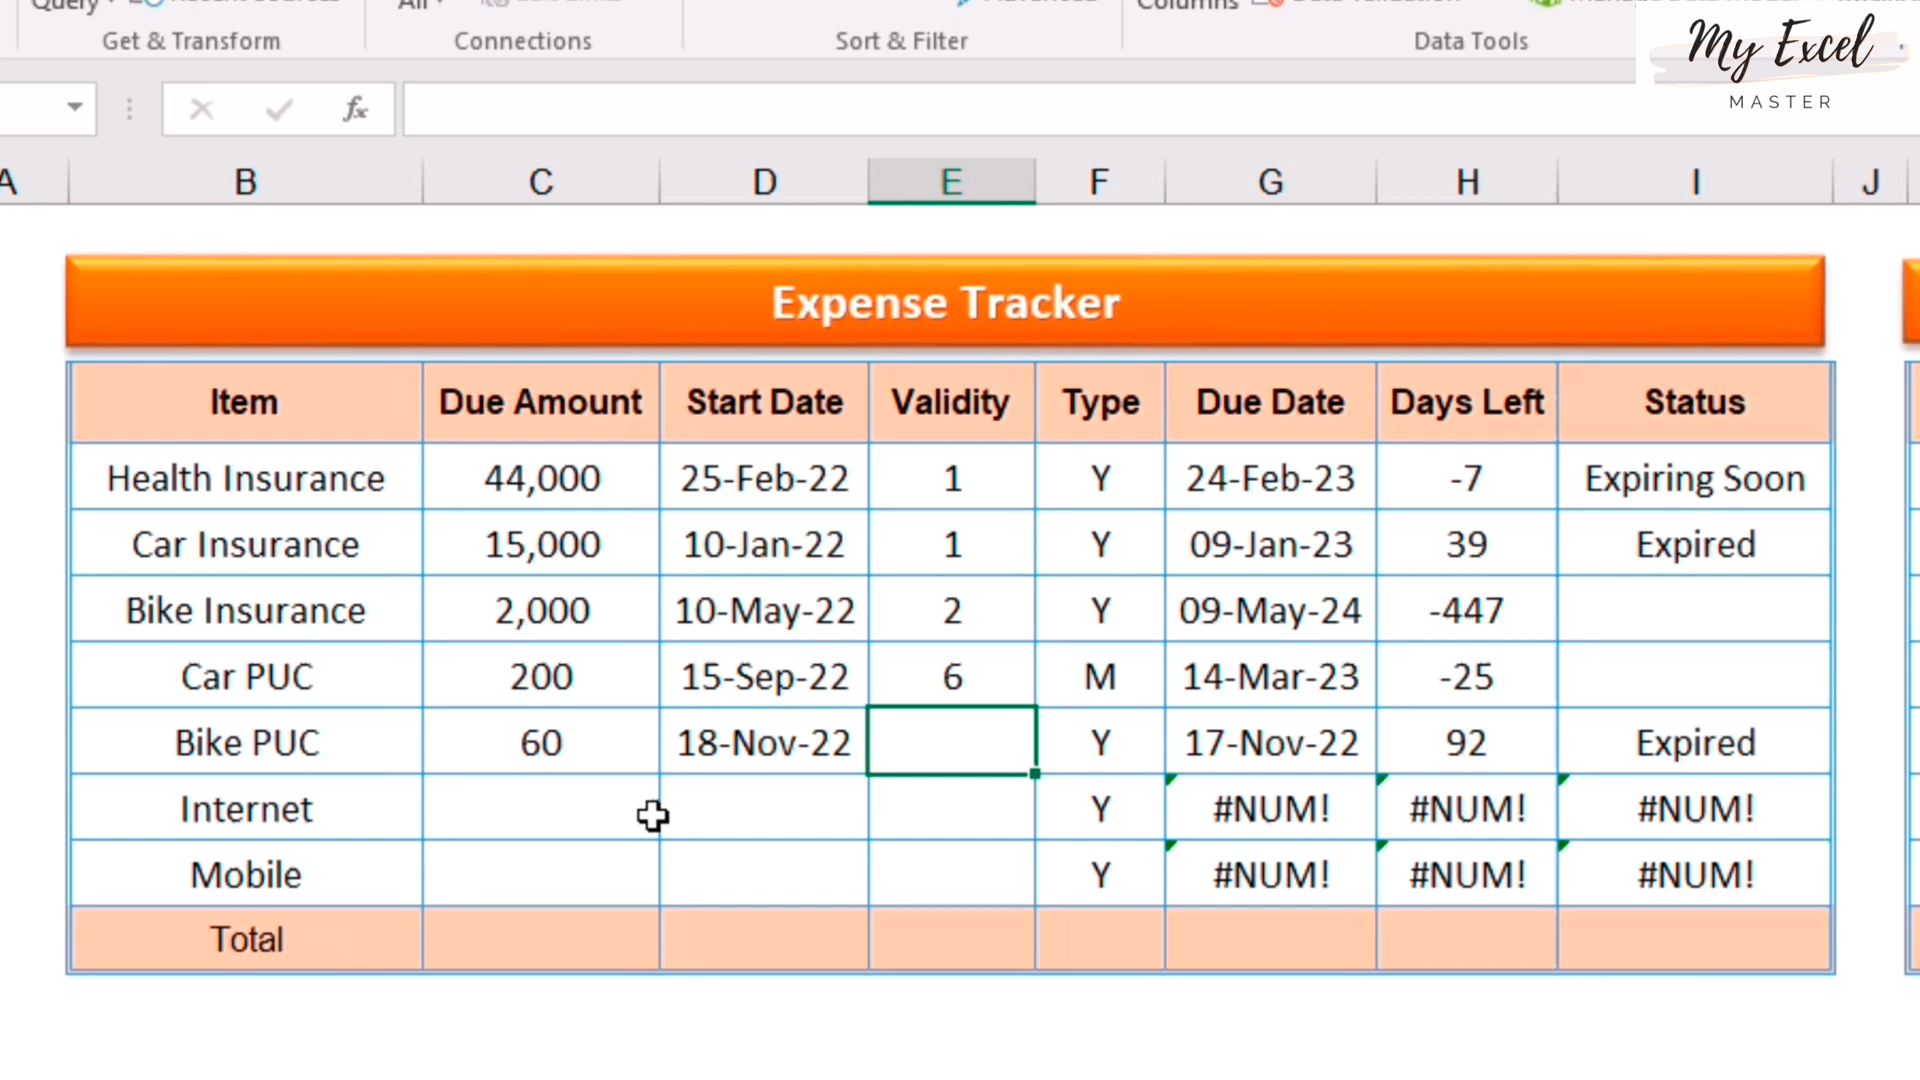 Query
All
Get & Transform
Connections
Sort & Filter
Columns
Data Tools
My Excel
MASTER
fx
A B C D E F G H I J
Expense Tracker
Item Due Amount Start Date Validity Type Due Date Days Left Status
Health Insurance 44,000 25-Feb-22 1 Y 24-Feb-23 -7 Expiring Soon
Car Insurance 15,000 10-Jan-22 1 Y 09-Jan-23 39 Expired
Bike Insurance 2,000 10-May-22 2 Y 09-May-24 -447
Car PUC 200 15-Sep-22 6 M 14-Mar-23 -25
Bike PUC 60 18-Nov-22 Y 17-Nov-22 92 Expired
Internet Y #NUM! #NUM! #NUM!
Mobile Y #NUM! #NUM! #NUM!
Total